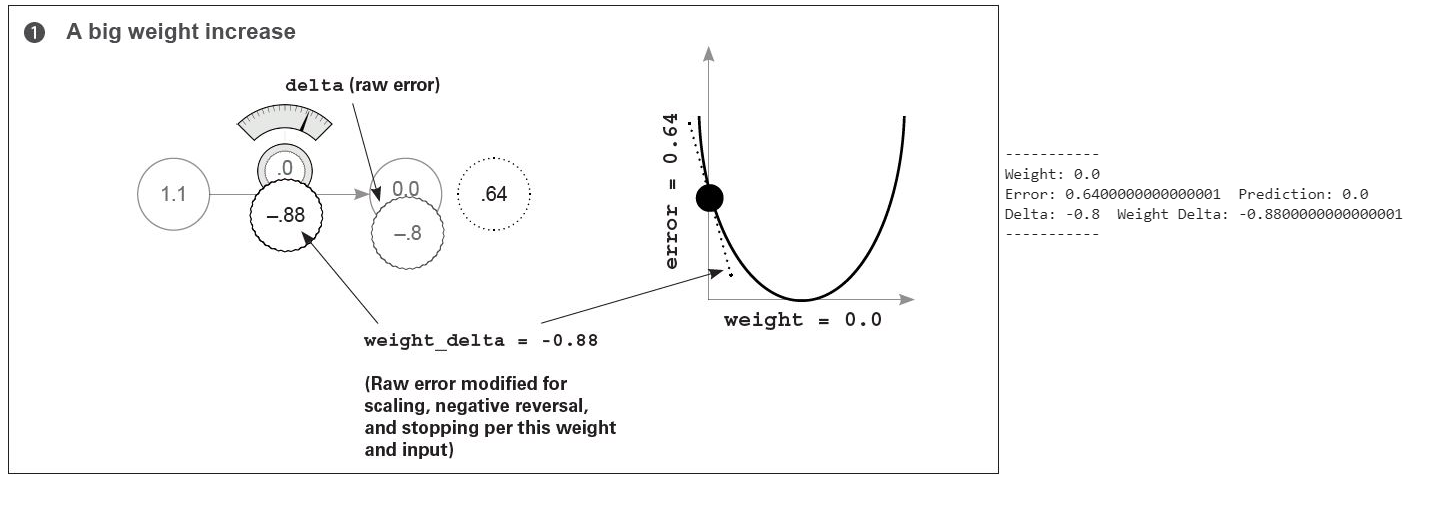 1 A big weight increase
delta (raw error)
.0
1.1
0.0
.64
–.88
–.8
error = 0.64
weight = 0.0
weight_delta = -0.88
(Raw error modified for
scaling, negative reversal,
and stopping per this weight
and input)
-----------
Weight: 0.0
Error: 0.6400000000000001 Prediction: 0.0
Delta: -0.8 Weight Delta: -0.8800000000000001
-----------